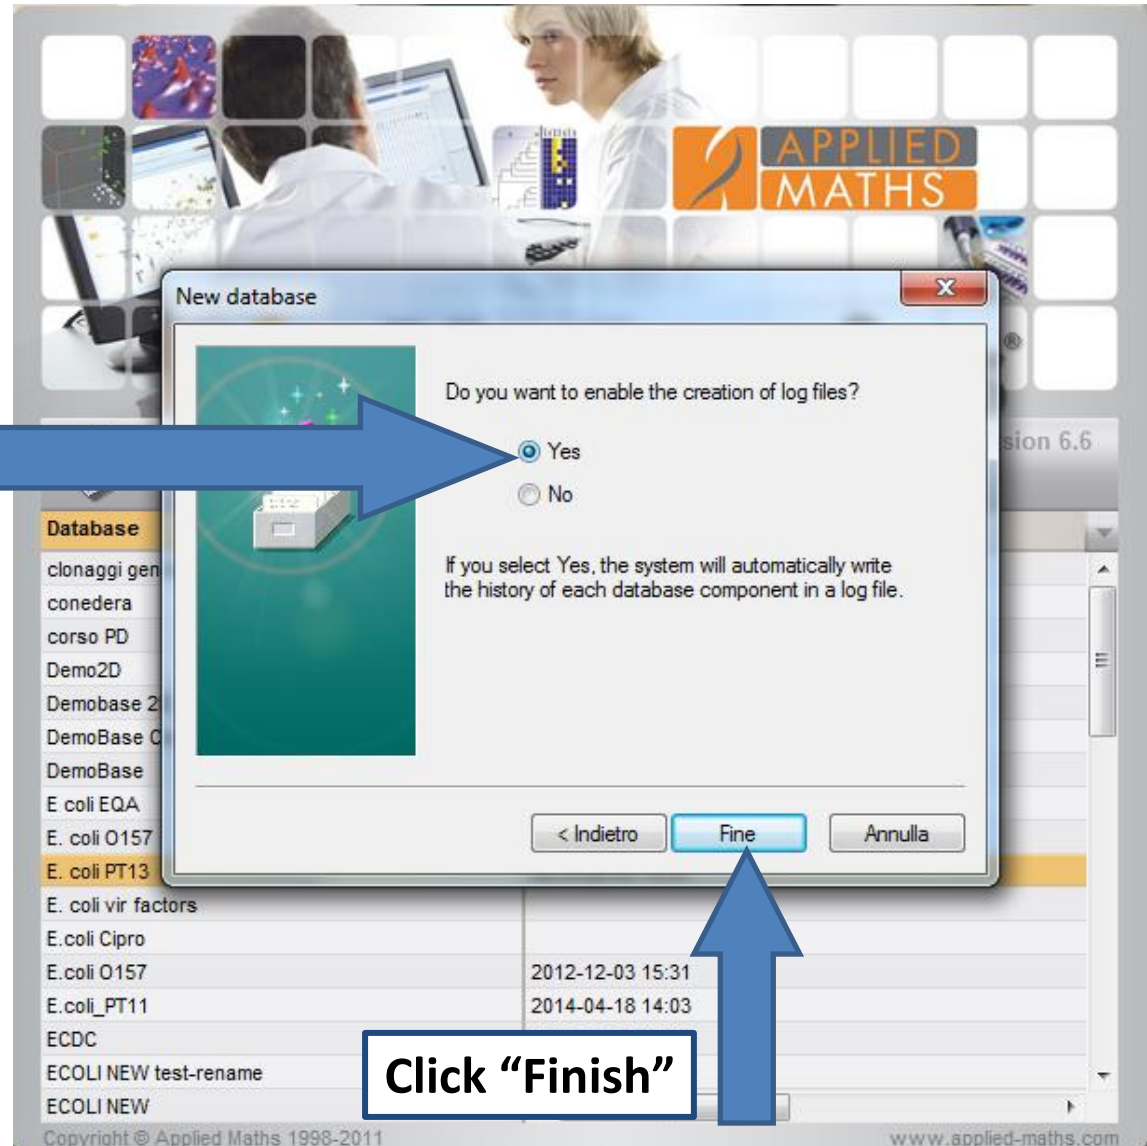 APPLIED
MATHS
New database
Do you want to enable the creation of log files?
Yes
No
If you select Yes, the system will automatically write
the history of each database component in a log file.
< Indietro
Fine
Annulla
sion 6.6
Database
clonaggi gen
conedera
corso PD
Demo2D
Demobase 2
DemoBase C
DemoBase
E coli EQA
E. coli O157
E. coli PT13
E. coli vir factors
E.coli Cipro
E.coli O157 2012-12-03 15:31
E.coli_PT11 2014-04-18 14:03
ECDC
ECOLI NEW test-rename
ECOLI NEW
Click “Finish”
Copyright © Applied Maths 1998-2011
www.applied-maths.com